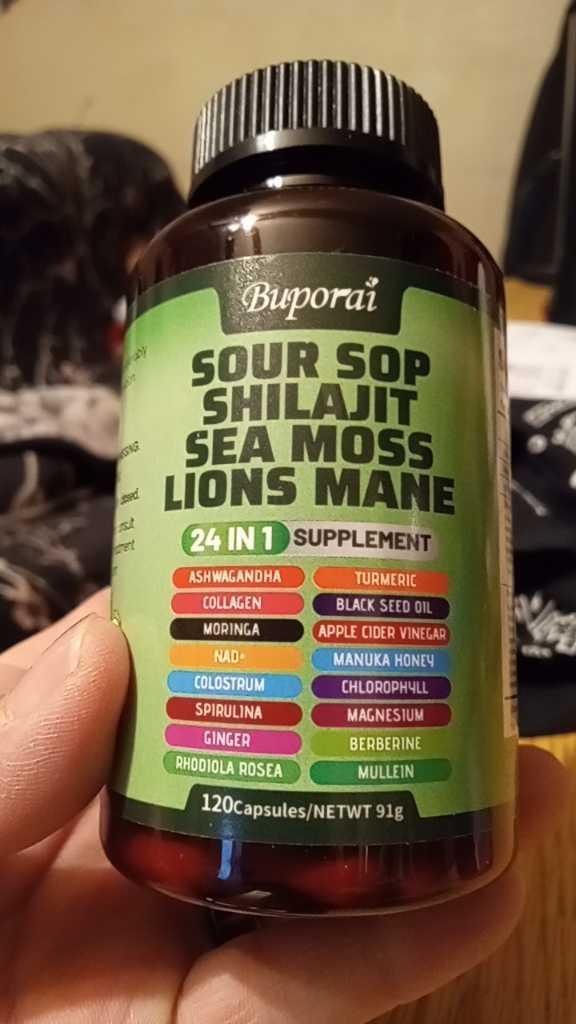 Buporai
SOUR SOP
SHILAJIT
SEA MOSS
LIONS MANE
24 IN 1 SUPPLEMENT
ASHWAGANDHA TURMERIC
COLLAGEN BLACK SEED OIL
MORINGA APPLE CIDER VINEGAR
NAD+ MANUKA HONEY
COLOSTRUM CHLOROPHYLL
SPIRULINA MAGNESIUM
GINGER BERBERINE
RHODIOLA ROSEA MULLEIN
120Capsules/NETWT 91g